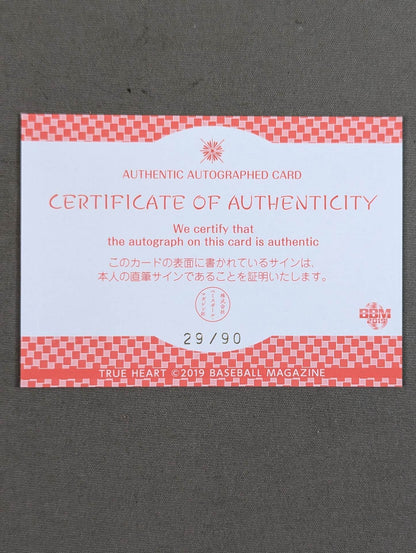 AUTHENTIC AUTOGRAPHED CARD
CERTIFICATE OF AUTHENTICITY
We certify that
the autograph on this card is authentic
このカードの表面に書かれているサインは、
本人の直筆サインであることを証明いたします。
BBM
2019
29/90
TRUE HEART ©2019 BASEBALL MAGAZINE